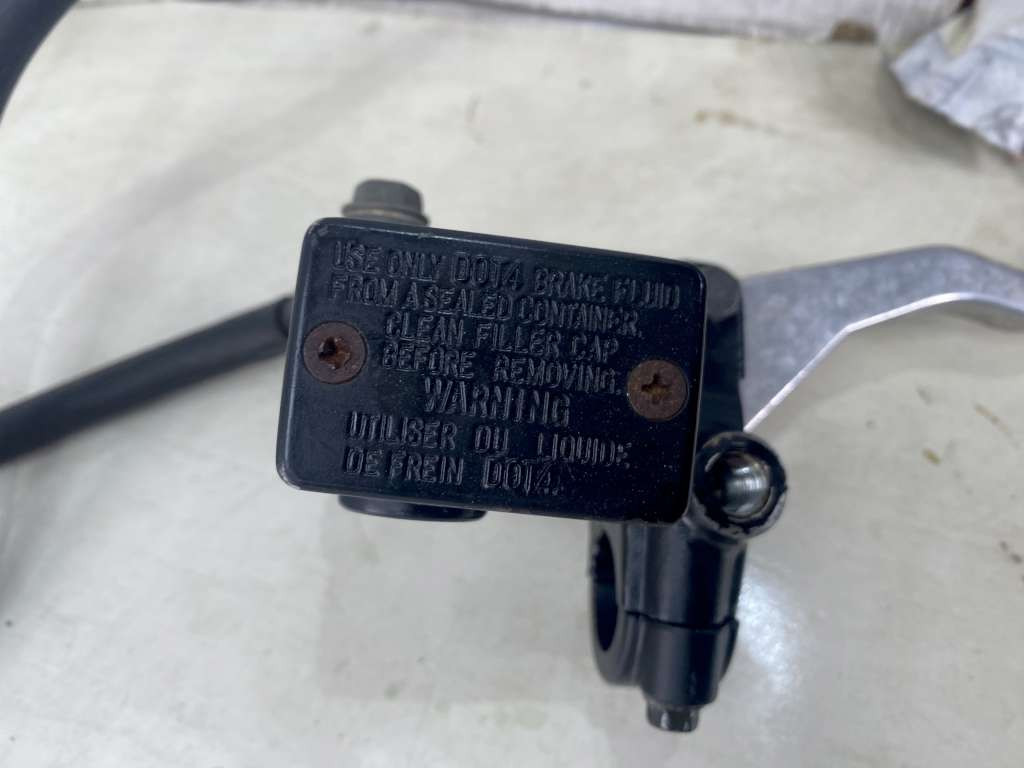 USE ONLY DOT4 BRAKE FLUID
FROM A SEALED CONTAINER.
CLEAN FILLER CAP
BEFORE REMOVING.
WARNING
UTILISER DU LIQUIDE
DE FREIN DOT4.